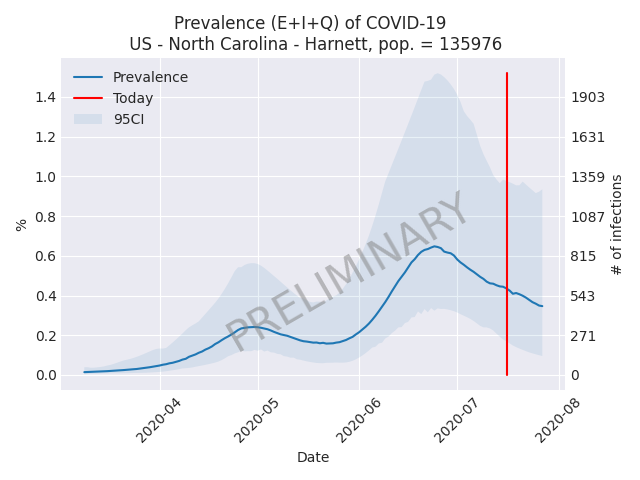 Prevalence (E+I+Q) of COVID-19
US - North Carolina - Harnett, pop. = 135976
Prevalence
Today
95CI
PRELIMINARY
%
1.4
1.2
1.0
0.8
0.6
0.4
0.2
0.0
1903
1631
1359
1087
815
543
271
0
# of infections
2020-04
2020-05
2020-06
2020-07
2020-08
Date